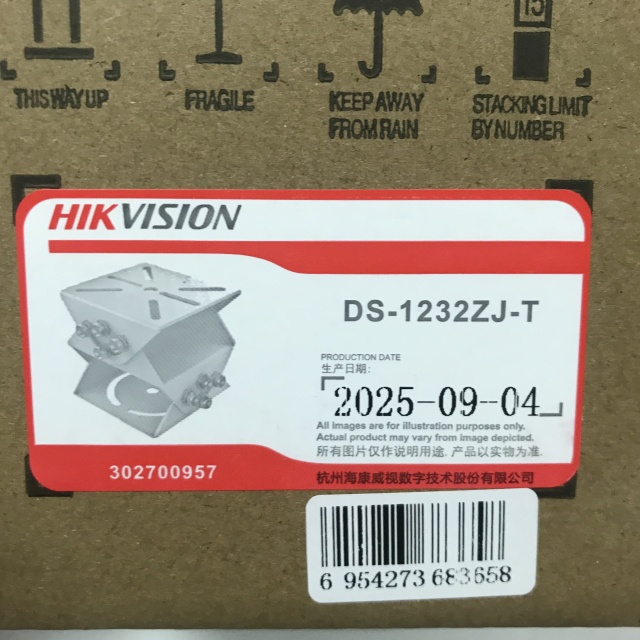 15
THIS WAY UP
FRAGILE
KEEP AWAY
FROM RAIN
STACKING LIMIT
BY NUMBER
HIKVISION
DS-1232ZJ-T
PRODUCTION DATE
生产日期:
2025-09-04
All images are for illustration purposes only.
Actual product may vary from image depicted.
所有图片仅作说明用途. 产品以实物为准.
302700957
杭州海康威视数字技术股份有限公司
6 954273 683658